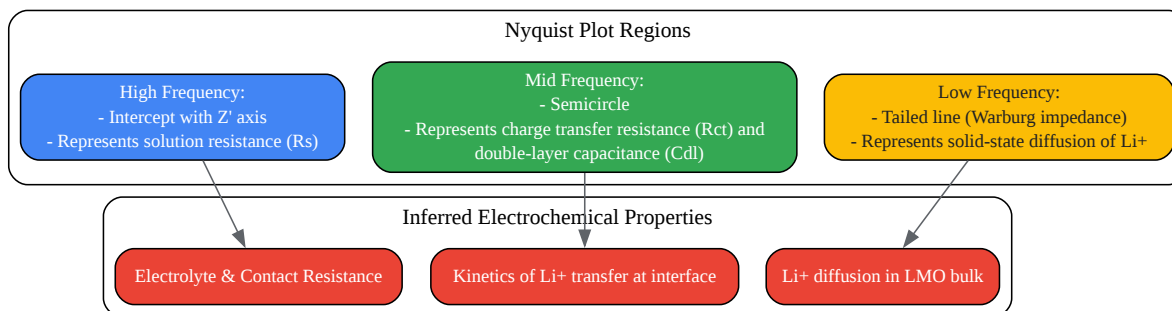 Nyquist Plot Regions
High Frequency:
- Intercept with Z' axis
- Represents solution resistance (Rs)
Mid Frequency:
- Semicircle
- Represents charge transfer resistance (Rct) and
double-layer capacitance (Cdl)
Low Frequency:
- Tailed line (Warburg impedance)
- Represents solid-state diffusion of Li+
Inferred Electrochemical Properties
Electrolyte & Contact Resistance
Kinetics of Li+ transfer at interface
Li+ diffusion in LMO bulk